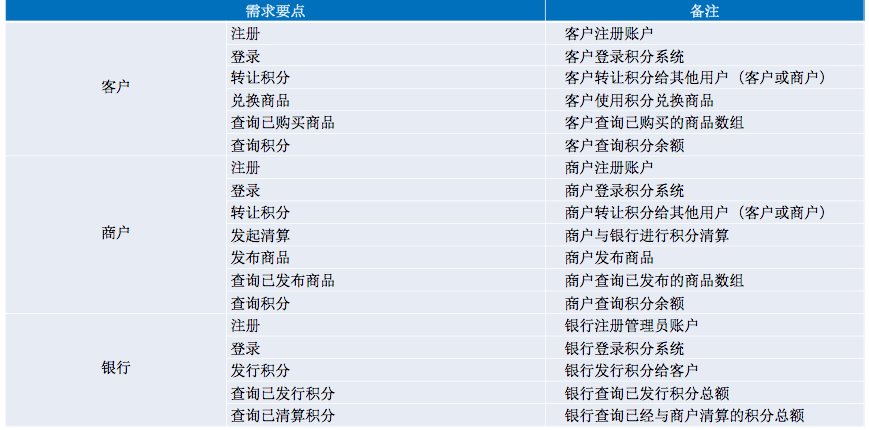 需求要点 备注
客户
注册 客户注册账户
登录 客户登录积分系统
转让积分 客户转让积分给其他用户（客户或商户）
兑换商品 客户使用积分兑换商品
查询已购买商品 客户查询已购买的商品数组
查询积分 客户查询积分余额
商户
注册 商户注册账户
登录 商户登录积分系统
转让积分 商户转让积分给其他用户（客户或商户）
发起清算 商户与银行进行积分清算
发布商品 商户发布商品
查询已发布商品 商户查询已发布的商品数组
查询积分 商户查询积分余额
银行
注册 银行注册管理员账户
登录 银行登录积分系统
发行积分 银行发行积分给客户
查询已发行积分 银行查询已发行积分总额
查询已清算积分 银行查询已经与商户清算的积分总额